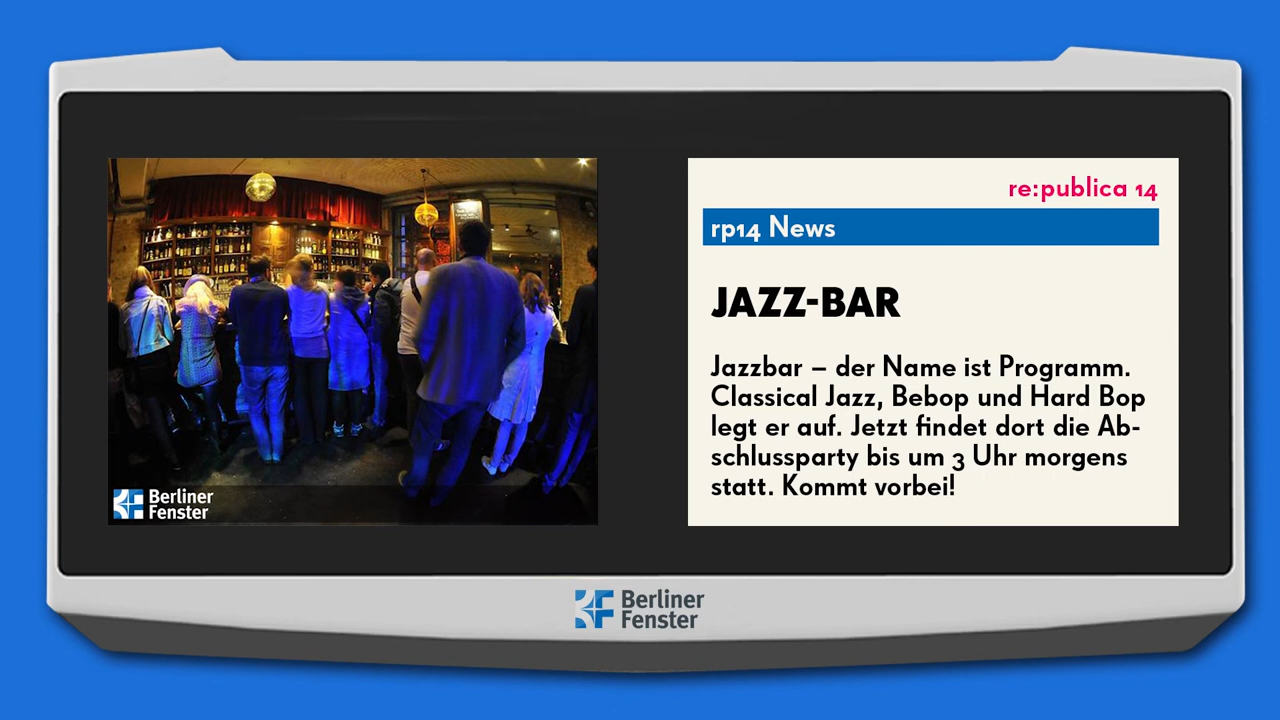 Berliner
Fenster
re:publica 14
rp14 News
JAZZ-BAR
Jazzbar – der Name ist Programm.
Classical Jazz, Bebop und Hard Bop
legt er auf. Jetzt findet dort die Ab-
schlussparty bis um 3 Uhr morgens
statt. Kommt vorbei!
Berliner
Fenster